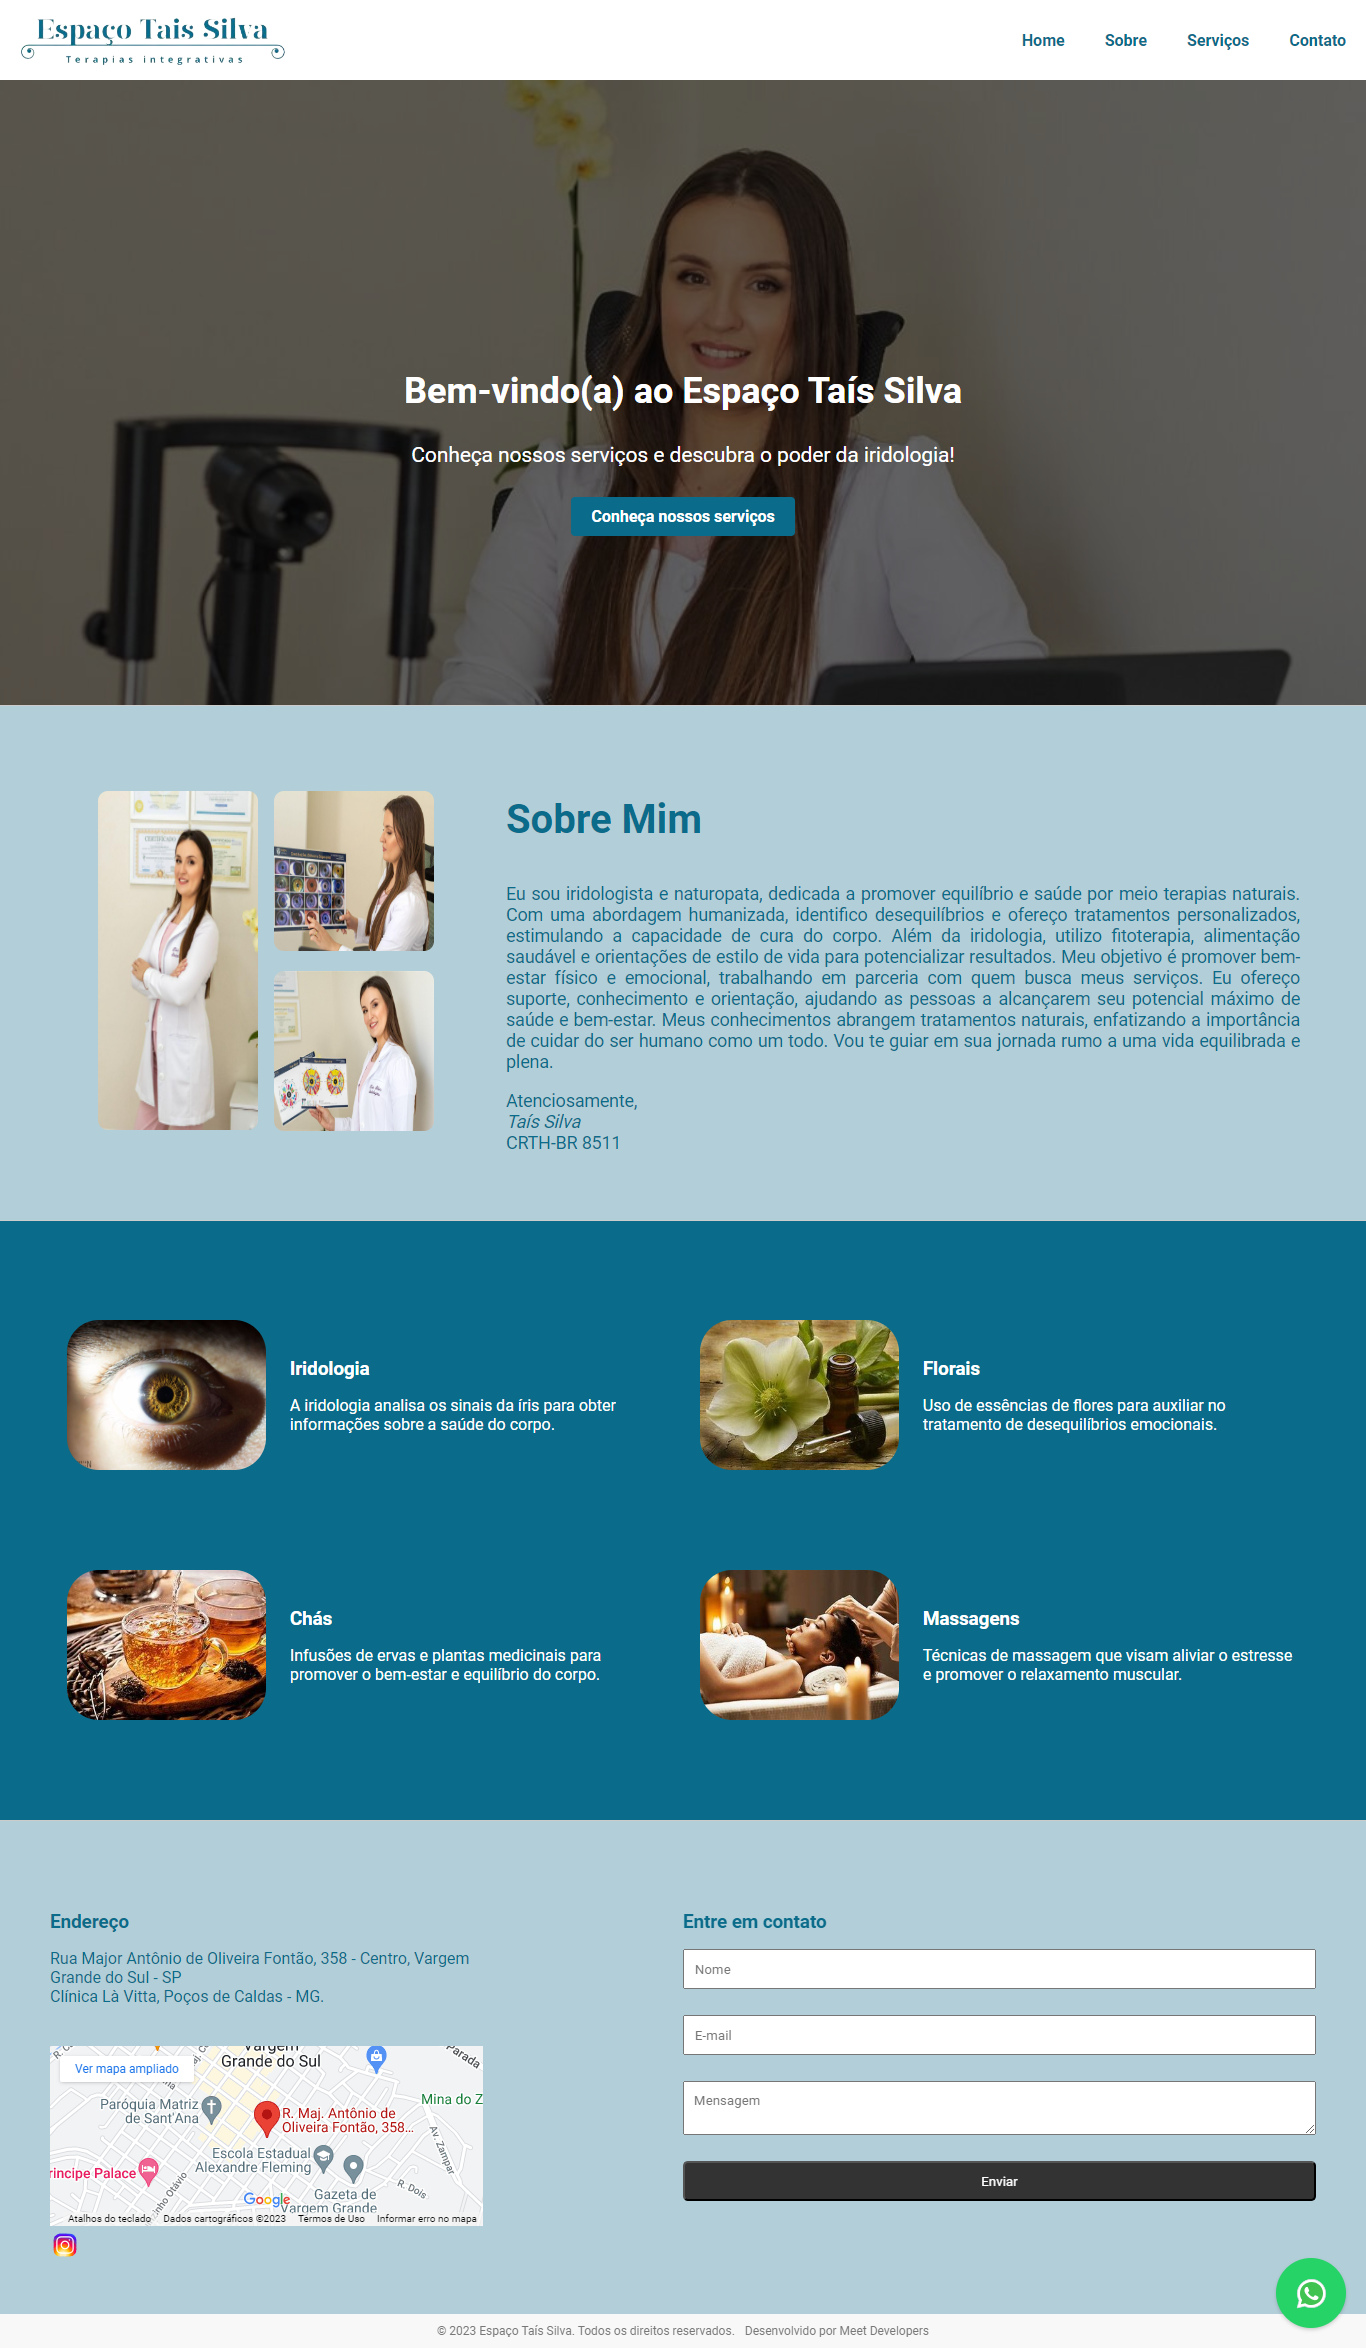 Espaço Tais Silva
Terapias integrativas
Home
Sobre
Serviços
Contato
Bem-vindo(a) ao Espaço Taís Silva
Conheça nossos serviços e descubra o poder da iridologia!
Conheça nossos serviços
CERTIFICADO
Sobre Mim
Eu sou iridologista e naturopata, dedicada a promover equilíbrio e saúde por meio terapias naturais.
Com uma abordagem humanizada, identifico desequilíbrios e ofereço tratamentos personalizados,
estimulando a capacidade de cura do corpo. Além da iridologia, utilizo fitoterapia, alimentação
saudável e orientações de estilo de vida para potencializar resultados. Meu objetivo é promover bem-
estar físico e emocional, trabalhando em parceria com quem busca meus serviços. Eu ofereço
suporte, conhecimento e orientação, ajudando as pessoas a alcançarem seu potencial máximo de
saúde e bem-estar. Meus conhecimentos abrangem tratamentos naturais, enfatizando a importância
de cuidar do ser humano como um todo. Vou te guiar em sua jornada rumo a uma vida equilibrada e
plena.
Atenciosamente,
Taís Silva
CRTH-BR 8511
Iridologia
A iridologia analisa os sinais da íris para obter
informações sobre a saúde do corpo.
Florais
Uso de essências de flores para auxiliar no
tratamento de desequilíbrios emocionais.
Chás
Infusões de ervas e plantas medicinais para
promover o bem-estar e equilíbrio do corpo.
Massagens
Técnicas de massagem que visam aliviar o estresse
e promover o relaxamento muscular.
Endereço
Rua Major Antônio de Oliveira Fontão, 358 - Centro, Vargem
Grande do Sul - SP
Clínica Là Vitta, Poços de Caldas - MG.
Ver mapa ampliado
Vargem
Grande do Sul
Parada
Mina do Z
Paróquia Matriz
de Sant'Ana
R. Maj. Antônio de
Oliveira Fontão, 358...
Av. Zampar
Escola Estadual
Alexandre Fleming
rincipe Palace
inho Otávio
R. Dois
Gazeta de
Vargem Grande
Google
Atalhos do teclado
Dados cartográficos ©2023
Termos de Uso
Informar erro no mapa
Entre em contato
Nome
E-mail
Mensagem
Enviar
© 2023 Espaço Taís Silva. Todos os direitos reservados.
Desenvolvido por Meet Developers